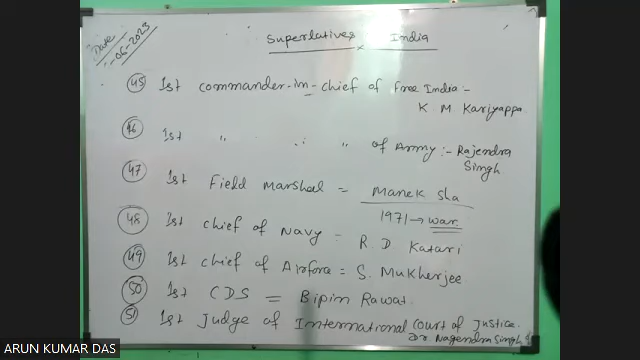 Date
-06-2023
Superlatives India
45 1st commander-in-chief of Free India :-
K M Kariyappa
46 1st " " " of Army :- Rajendra
Singh
47 1st Field Marshal = Manek Sha
1971 → war
48 1st chief of Navy = R. D Katari
49 1st chief of Airforce = S. Mukherjee
50 1st CDS = Bipin Rawat.
51 1st Judge of International Court of Justice.
Dr Nagendra Singh
ARUN KUMAR DAS